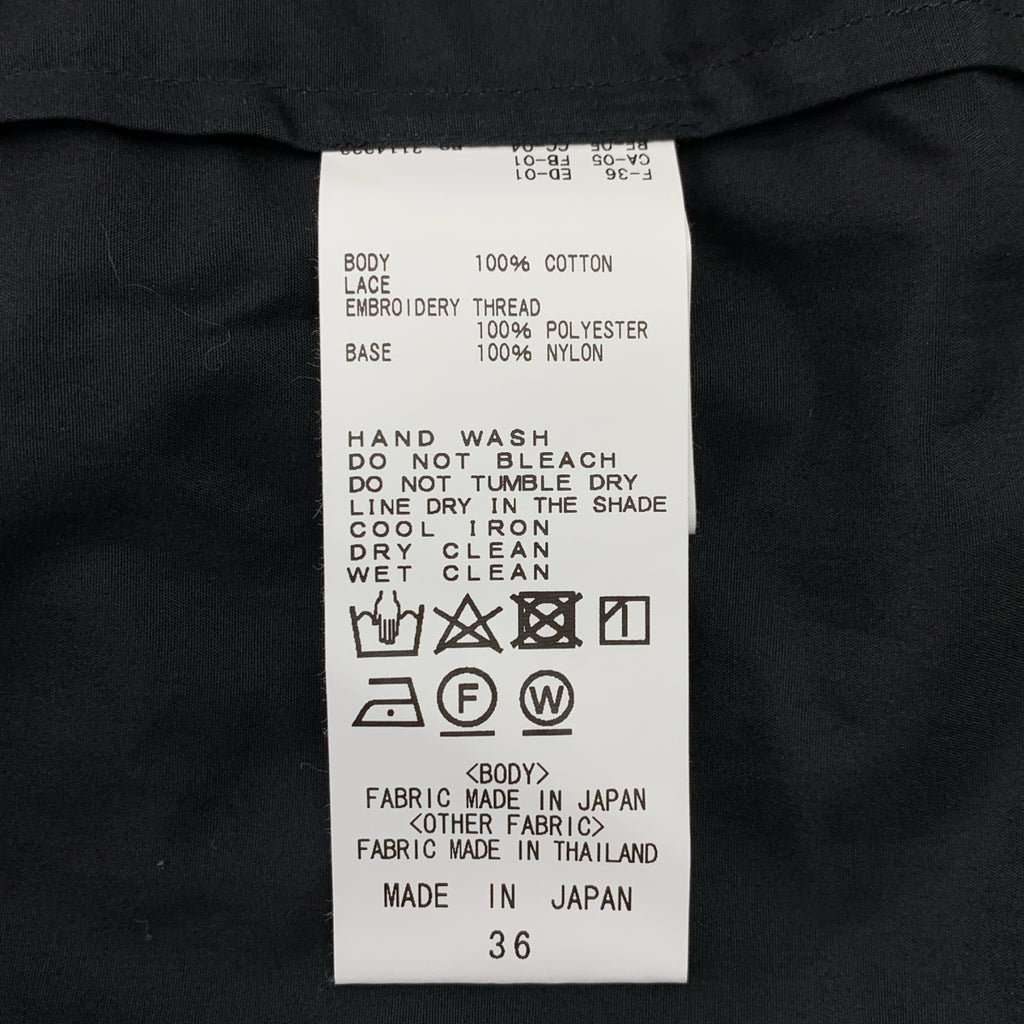 F-36 ED-01
CA-05 FB-01
BODY 100% COTTON
LACE
EMBROIDERY THREAD
100% POLYESTER
BASE 100% NYLON
HAND WASH
DO NOT BLEACH
DO NOT TUMBLE DRY
LINE DRY IN THE SHADE
COOL IRON
DRY CLEAN
WET CLEAN
F W
<BODY>
FABRIC MADE IN JAPAN
<OTHER FABRIC>
FABRIC MADE IN THAILAND
MADE IN JAPAN
36